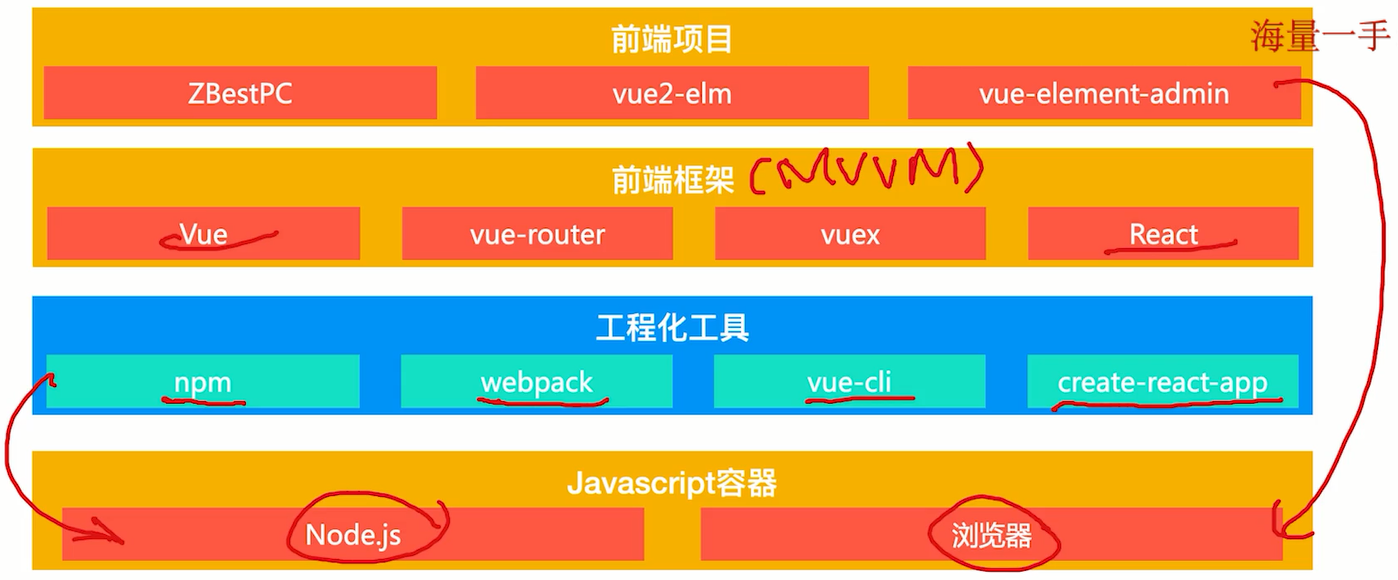 前端项目
海量一手
ZBestPC vue2-elm vue-element-admin
前端框架 (MVVM)
Vue vue-router vuex React
工程化工具
npm webpack vue-cli create-react-app
Javascript容器
Node.js 浏览器